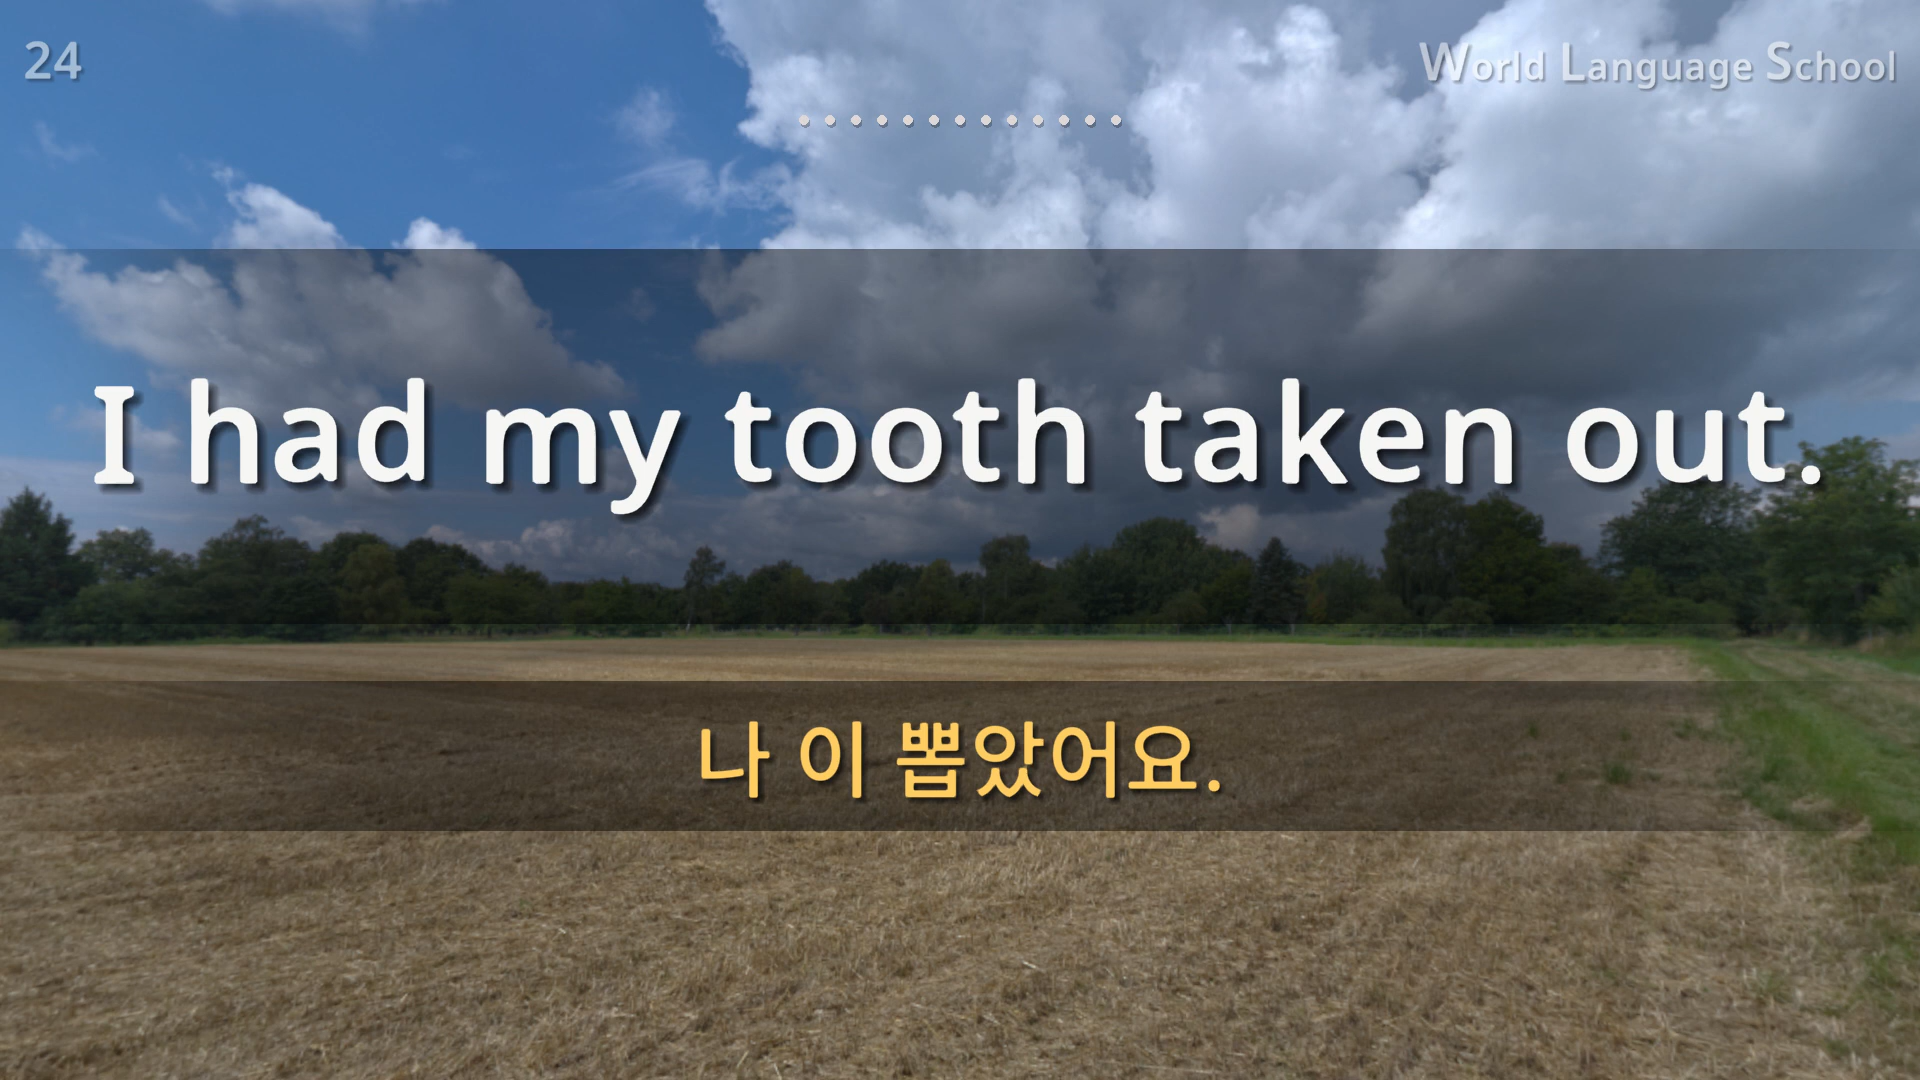 24
World Language School
I had my tooth taken out.
나 이 뽑았어요.